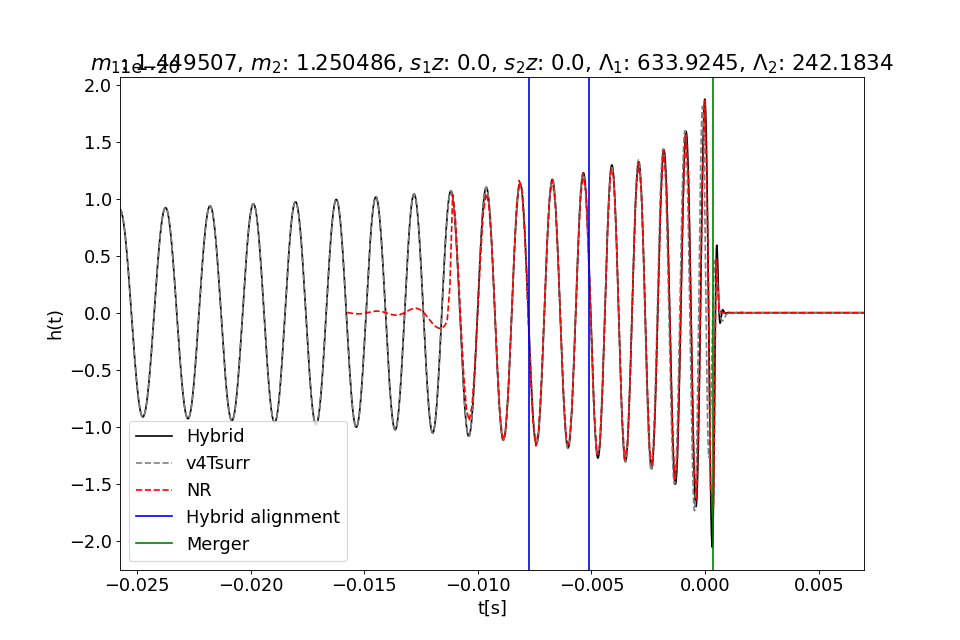 m₁: 1.449507, m₂: 1.250486, s₁z: 0.0, s₂z: 0.0, Λ₁: 633.9245, Λ₂: 242.1834
2.0
1.5
1.0
0.5
0.0
−0.5
−1.0
−1.5
−2.0
h(t)
Hybrid
v4Tsurr
NR
Hybrid alignment
Merger
−0.025 −0.020 −0.015 −0.010 −0.005 0.000 0.005
t[s]